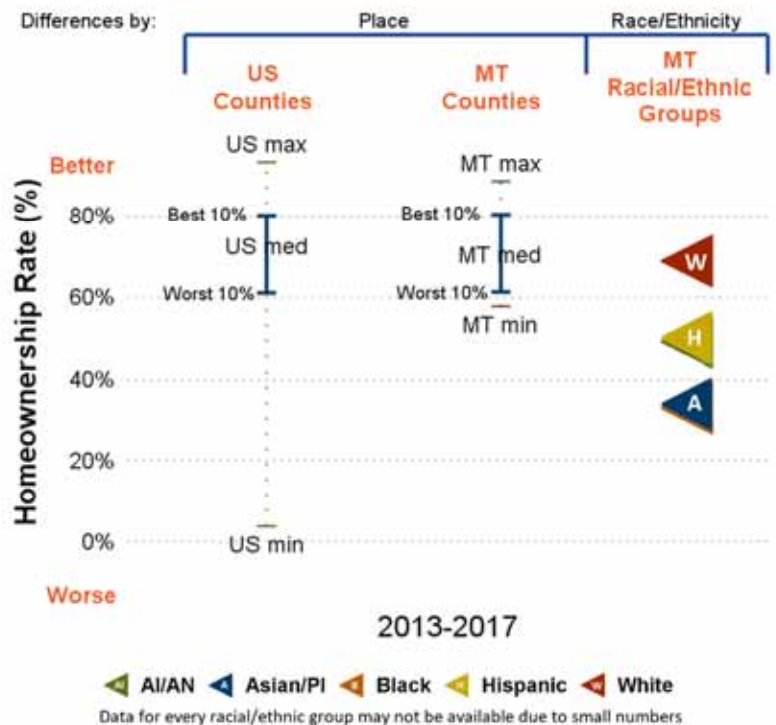 Differences by: Place Race/Ethnicity
US Counties
MT Counties
MT Racial/Ethnic Groups
Homeownership Rate (%)
Better
US max
MT max
80%
Best 10%
Best 10%
US med
MT med
W
60%
Worst 10%
Worst 10%
MT min
H
40%
A
20%
0%
US min
Worse
2013-2017
AI/AN Asian/PI Black Hispanic White
Data for every racial/ethnic group may not be available due to small numbers